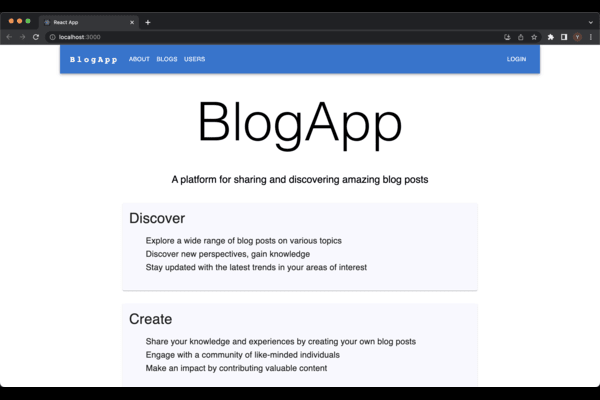 React App
localhost:3000
BlogApp ABOUT BLOGS USERS LOGIN
BlogApp
A platform for sharing and discovering amazing blog posts
Discover
Explore a wide range of blog posts on various topics
Discover new perspectives, gain knowledge
Stay updated with the latest trends in your areas of interest
Create
Share your knowledge and experiences by creating your own blog posts
Engage with a community of like-minded individuals
Make an impact by contributing valuable content